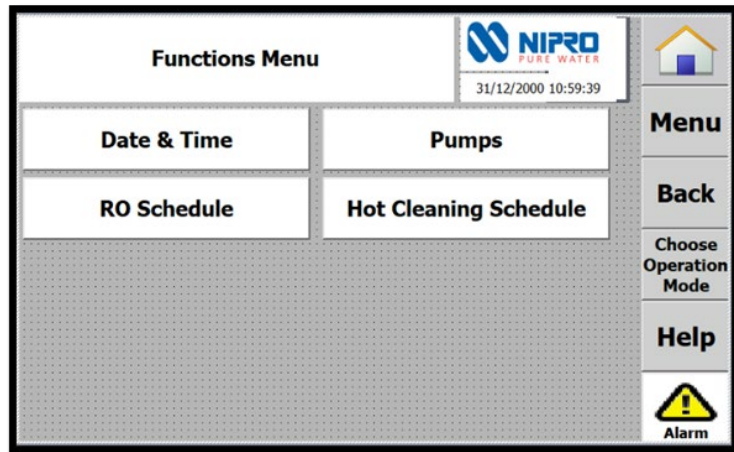 Functions Menu
NIPRO
PURE WATER
31/12/2000 10:59:39
Date & Time
Pumps
RO Schedule
Hot Cleaning Schedule
Menu
Back
Choose
Operation
Mode
Help
Alarm